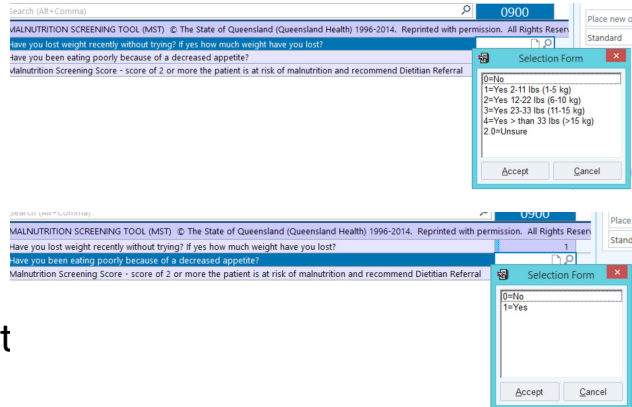 Search (Alt+Comma)
0900
Place new o
Standard
MALNUTRITION SCREENING TOOL (MST) © The State of Queensland (Queensland Health) 1996-2014. Reprinted with permission. All Rights Reserv
Have you lost weight recently without trying? If yes how much weight have you lost?
Have you been eating poorly because of a decreased appetite?
Malnutrition Screening Score - score of 2 or more the patient is at risk of malnutrition and recommend Dietitian Referral
Selection Form
0=No
1=Yes 2-11 lbs (1-5 kg)
2=Yes 12-22 lbs (6-10 kg)
3=Yes 23-33 lbs (11-15 kg)
4=Yes > than 33 lbs (>15 kg)
2.0=Unsure
Accept Cancel
Search (Alt+Comma)
0900
Place
Stand
MALNUTRITION SCREENING TOOL (MST) © The State of Queensland (Queensland Health) 1996-2014. Reprinted with permission. All Rights Reserv
Have you lost weight recently without trying? If yes how much weight have you lost? 1
Have you been eating poorly because of a decreased appetite?
Malnutrition Screening Score - score of 2 or more the patient is at risk of malnutrition and recommend Dietitian Referral
Selection Form
0=No
1=Yes
t
Accept Cancel